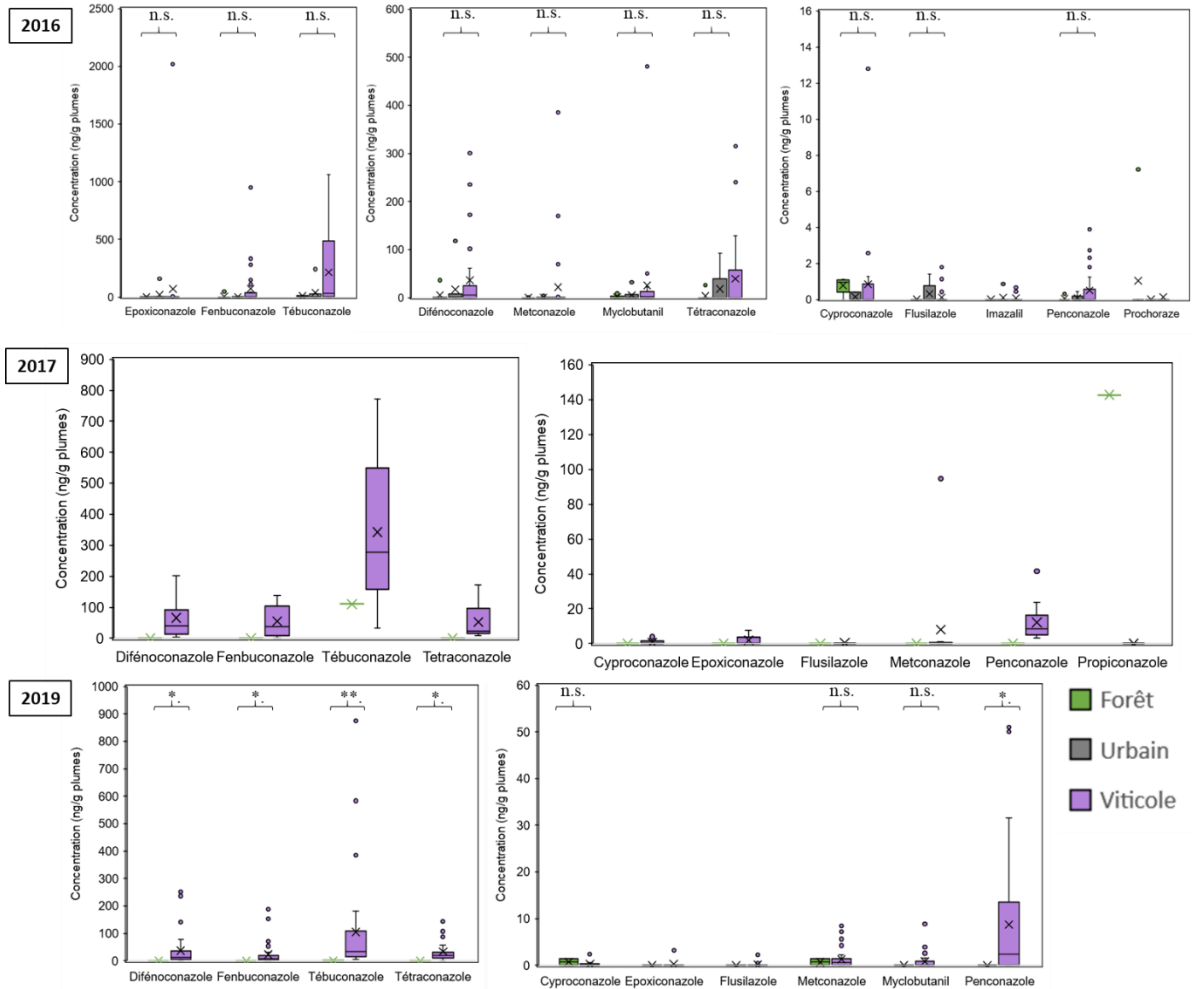 2016
Concentration (ng/g plumes)
2500
2000
1500
1000
500
0
n.s. n.s. n.s.
Epoxiconazole Fenbuconazole Tébuconazole
Concentration (ng/g plumes)
600
500
400
300
200
100
0
n.s. n.s. n.s. n.s.
Difénoconazole Metconazole Myclobutanil Tétraconazole
Concentration (ng/g plumes)
16
14
12
10
8
6
4
2
0
n.s. n.s. n.s.
Cyproconazole Flusilazole Imazalil Penconazole Prochoraze
2017
Concentration (ng/g plumes)
900
800
700
600
500
400
300
200
100
0
Difénoconazole Fenbuconazole Tébuconazole Tetraconazole
Concentration (ng/g plumes)
160
140
120
100
80
60
40
20
0
Cyproconazole Epoxiconazole Flusilazole Metconazole Penconazole Propiconazole
2019
Concentration (ng/g plumes)
1000
900
800
700
600
500
400
300
200
100
0
*. *. **. *.
Difénoconazole Fenbuconazole Tébuconazole Tétraconazole
Concentration (ng/g plumes)
60
50
40
30
20
10
0
n.s. n.s. n.s. *.
Cyproconazole Epoxiconazole Flusilazole Metconazole Myclobutanil Penconazole
Forêt
Urbain
Viticole